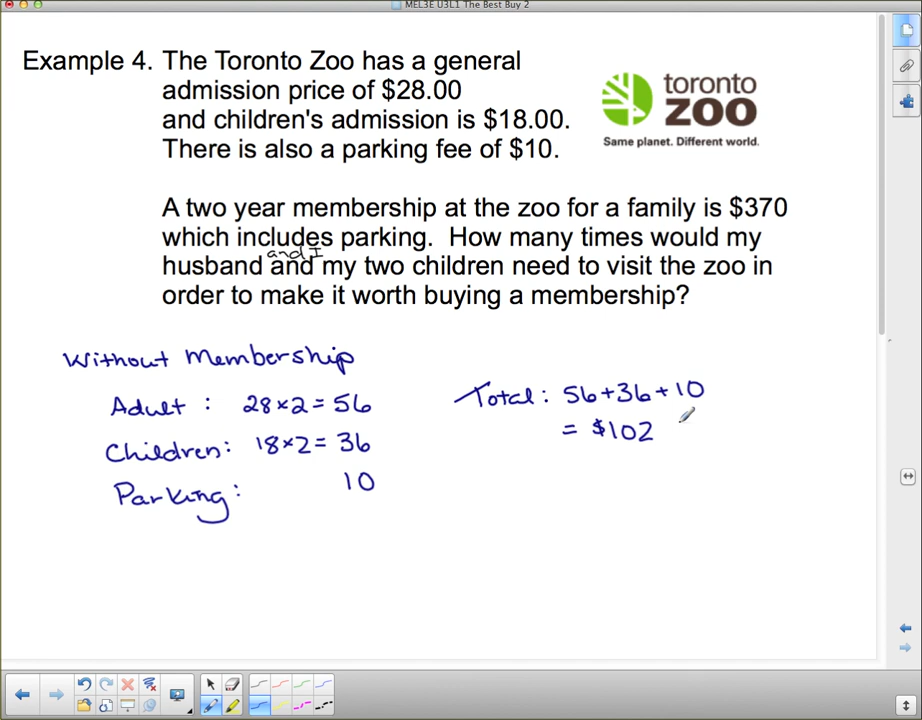 MEL3E U3L1 The Best Buy 2
Example 4. The Toronto Zoo has a general
admission price of $28.00
and children's admission is $18.00.
There is also a parking fee of $10.
toronto
ZOO
Same planet. Different world.
A two year membership at the zoo for a family is $370
which includes parking. How many times would my
and I
husband and my two children need to visit the zoo in
order to make it worth buying a membership?
Without Membership
Adult : 28×2=56
Children: 18×2=36
Parking: 10
Total: 56+36+10
= $102